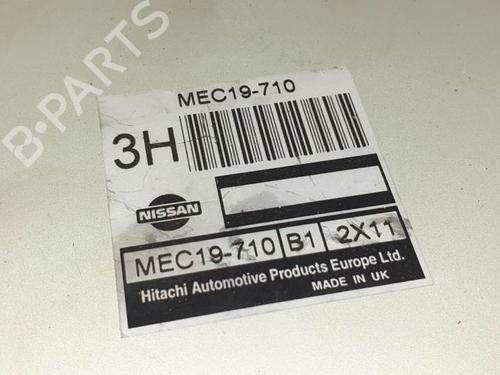 B-PARTS
MEC19-710
3H
NISSAN
MEC19-710 B1 2X11
Hitachi Automotive Products Europe Ltd.
MADE IN UK